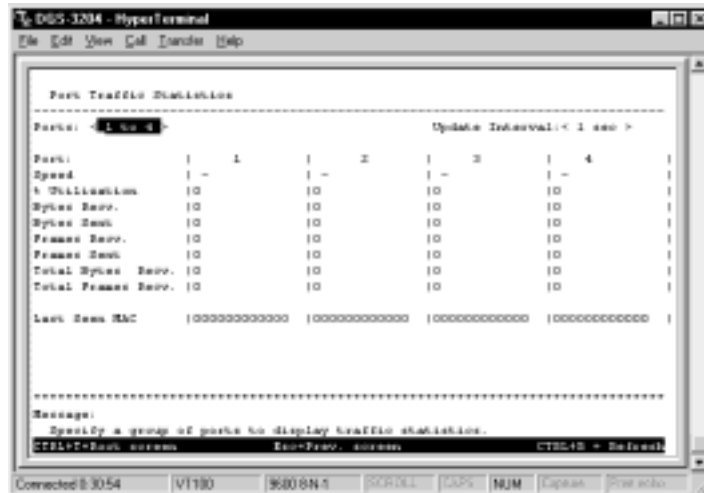 DGS-3204 - HyperTerminal
File Edit View Call Transfer Help
Port Traffic Statistics
Ports: < 1 to 4 > Update Interval:< 1 sec >
Port: | 1 | 2 | 3 | 4 |
Speed | - | - | - | - |
% Utilization |0 |0 |0 |0 |
Bytes Recv. |0 |0 |0 |0 |
Bytes Sent |0 |0 |0 |0 |
Frames Recv. |0 |0 |0 |0 |
Frames Sent |0 |0 |0 |0 |
Total Bytes Recv. |0 |0 |0 |0 |
Total Frames Recv. |0 |0 |0 |0 |
Last Seen MAC |000000000000 |000000000000 |000000000000 |000000000000 |
Message:
Specify a group of ports to display traffic statistics.
CTRL+T=Root screen Esc=Prev. screen CTRL+R = Refresh
Connected 0:30:54 VT100 9600 8-N-1 SCROLL CAPS NUM Capture Print echo